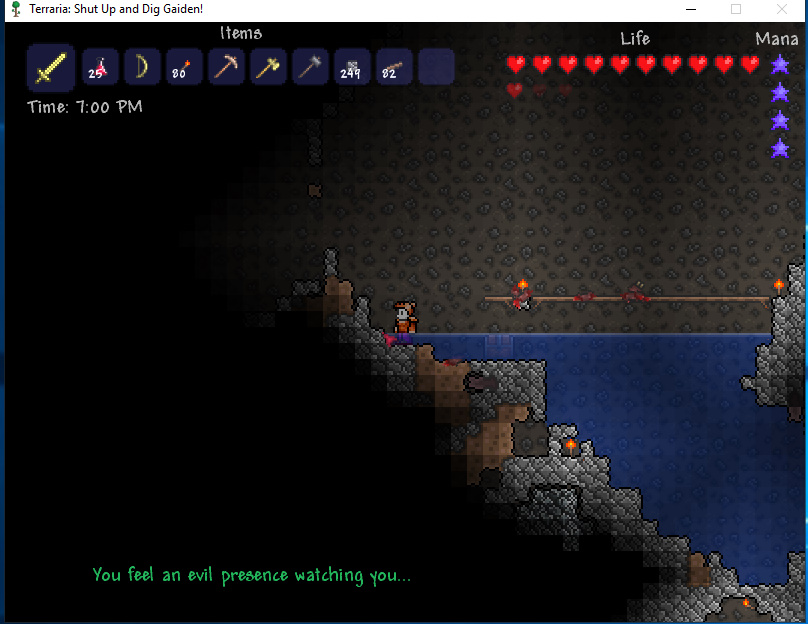 Terraria: Shut Up and Dig Gaiden!
Items
Life
Mana
25
80
249
82
Time: 7:00 PM
You feel an evil presence watching you...